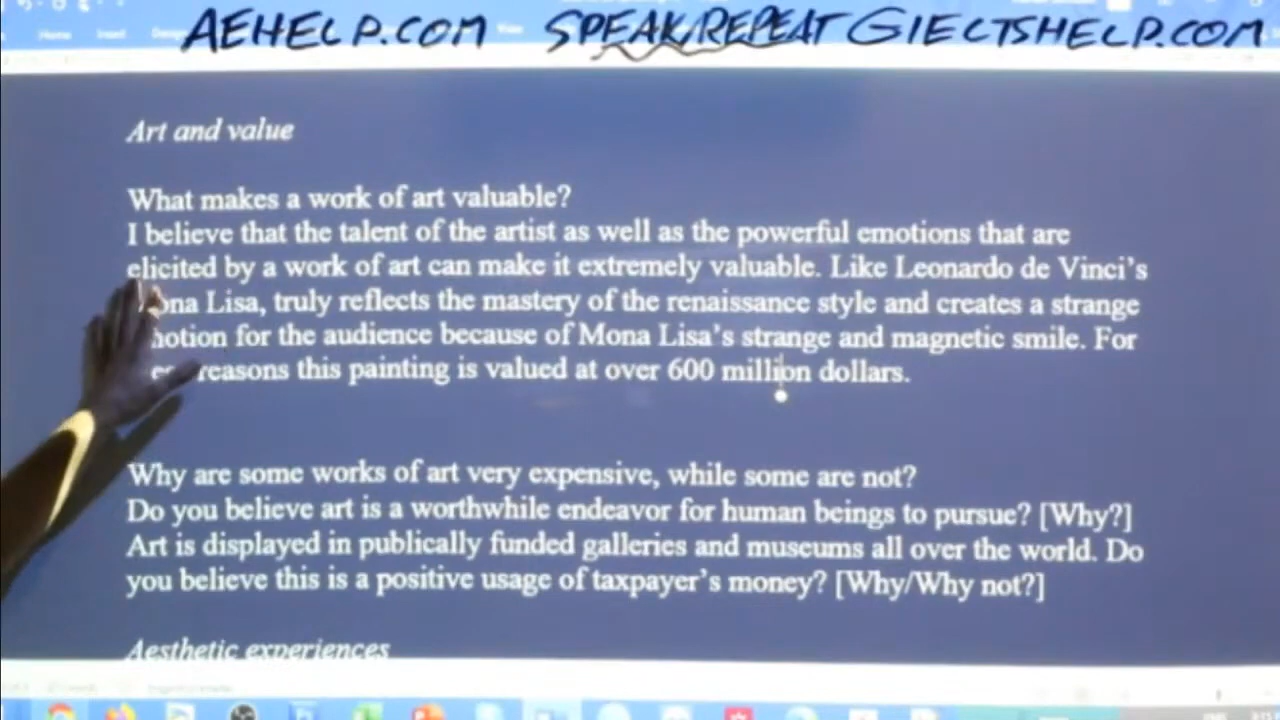 AEHELP.COM SPEAK/REPEAT GIELTSHELP.COM
Home Insert
Art and value
What makes a work of art valuable?
I believe that the talent of the artist as well as the powerful emotions that are
elicited by a work of art can make it extremely valuable. Like Leonardo de Vinci's
Lisa, truly reflects the mastery of the renaissance style and creates a strange
for the audience because of Mona Lisa's strange and magnetic smile. For
reasons this painting is valued at over 600 million dollars.
Why are some works of art very expensive, while some are not?
Do you believe art is a worthwhile endeavor for human beings to pursue? [Why?]
Art is displayed in publically funded galleries and museums all over the world. Do
you believe this is a positive usage of taxpayer's money? [Why/Why not?]
Aesthetic experiences